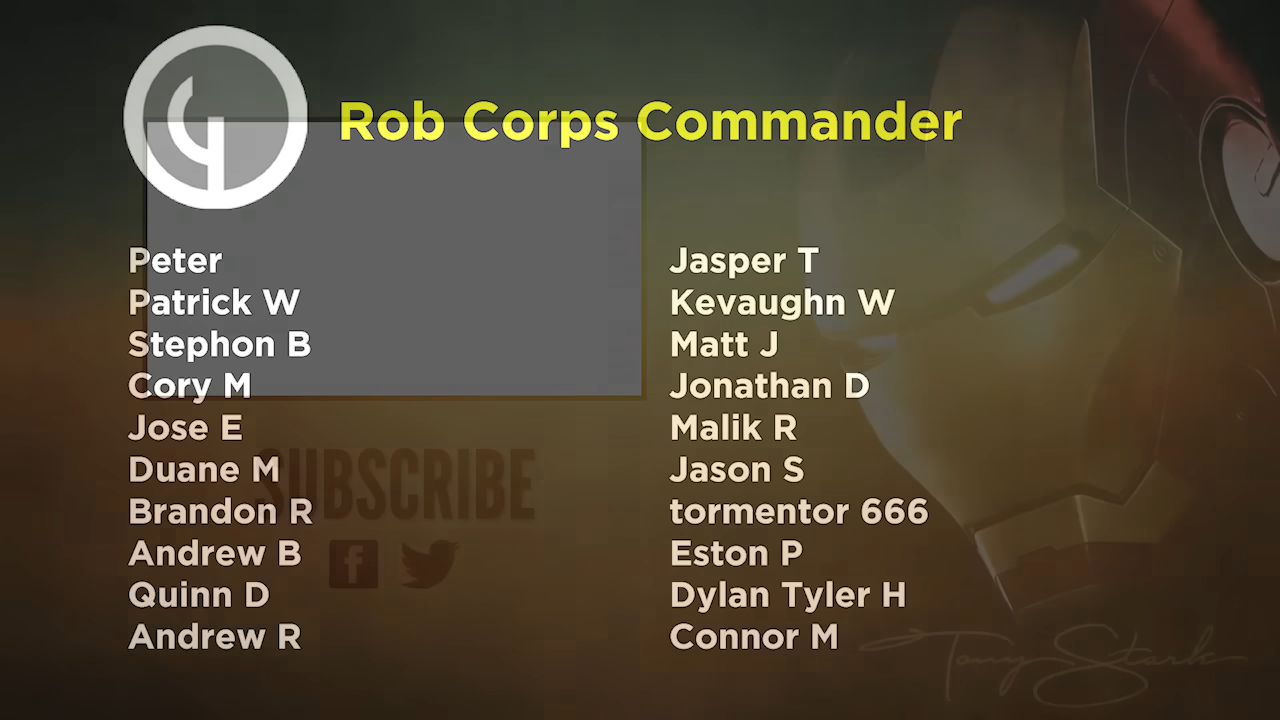 Rob Corps Commander
Peter
Patrick W
Stephon B
Cory M
Jose E
Duane M
Brandon R
Andrew B
Quinn D
Andrew R
Jasper T
Kevaughn W
Matt J
Jonathan D
Malik R
Jason S
tormentor 666
Eston P
Dylan Tyler H
Connor M
SUBSCRIBE
f
Tony Stark